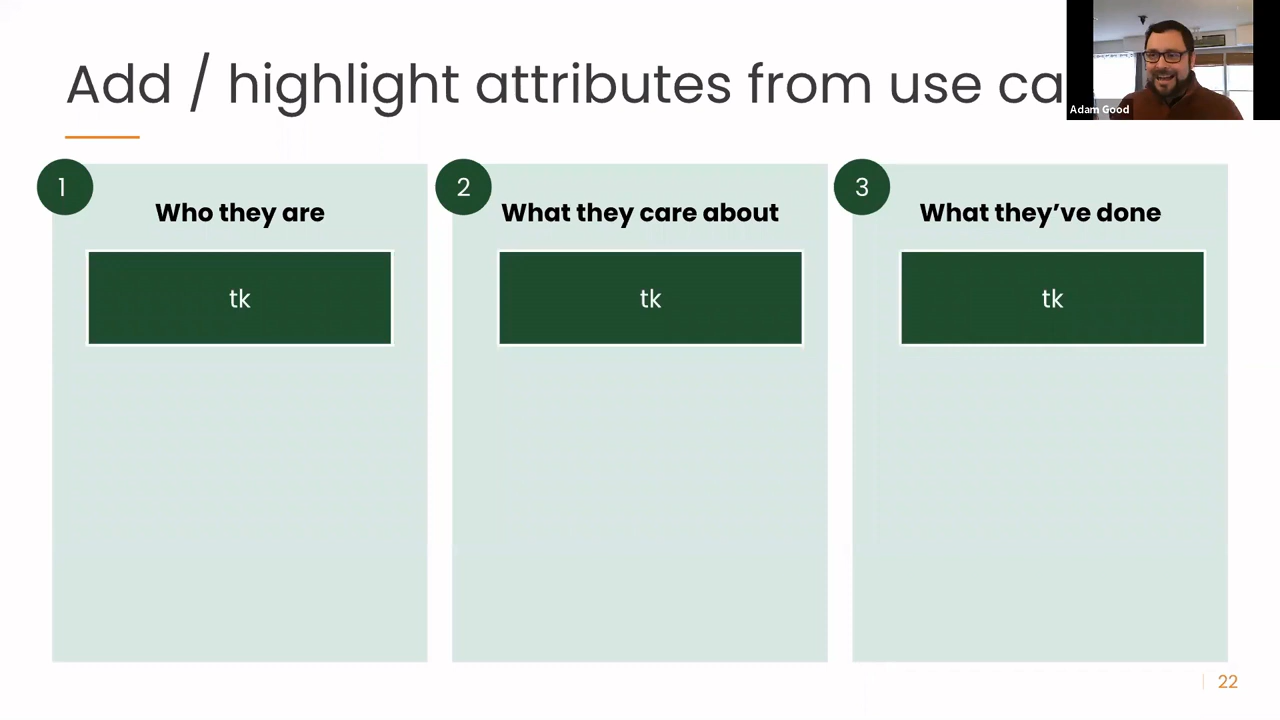 Add / highlight attributes from use ca
Adam Good
1
Who they are
tk
2
What they care about
tk
3
What they’ve done
tk
22